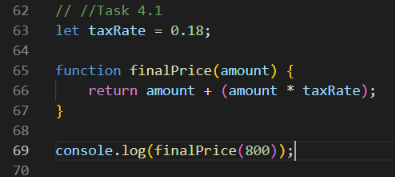 62 // //Task 4.1
63 let taxRate = 0.18;
64
65 function finalPrice(amount) {
66     return amount + (amount * taxRate);
67 }
68
69 console.log(finalPrice(800));
70